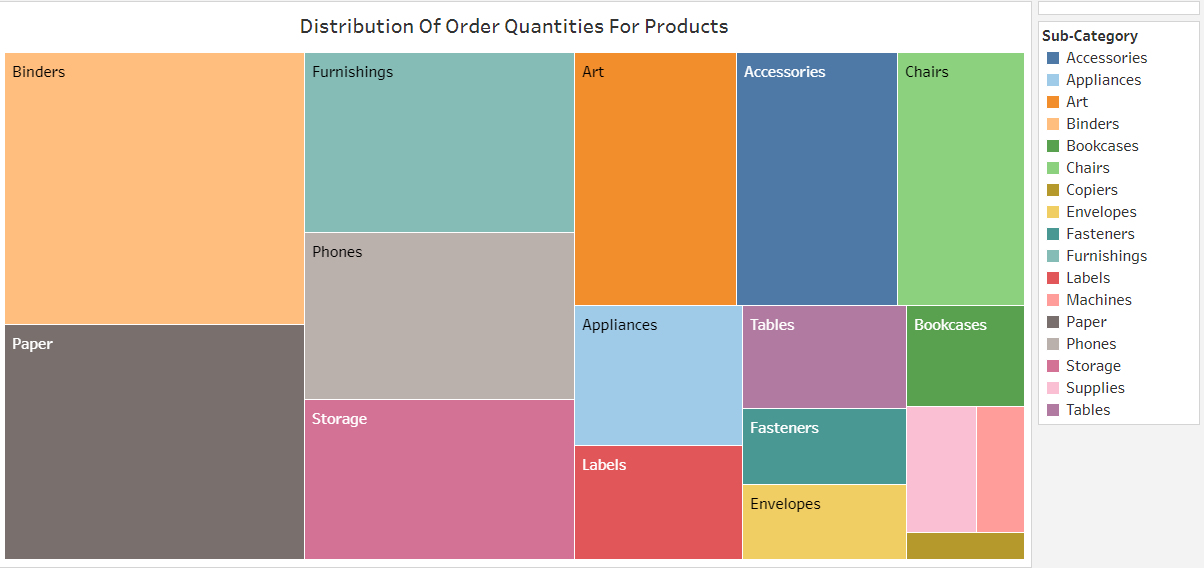 Distribution Of Order Quantities For Products
Binders
Furnishings
Art
Accessories
Chairs
Phones
Appliances
Tables
Bookcases
Paper
Storage
Fasteners
Labels
Envelopes
Sub-Category
Accessories
Appliances
Art
Binders
Bookcases
Chairs
Copiers
Envelopes
Fasteners
Furnishings
Labels
Machines
Paper
Phones
Storage
Supplies
Tables